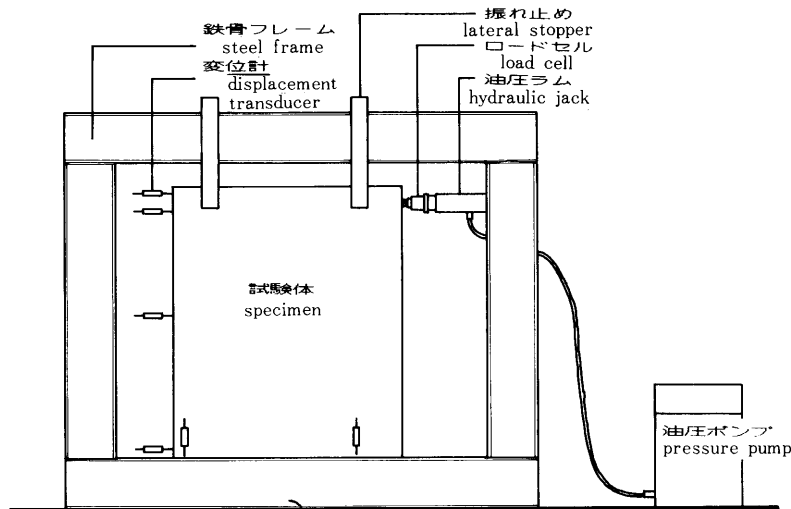 鉄骨フレーム
steel frame
変位計
displacement
transducer
振れ止め
lateral stopper
ロードセル
load cell
油圧ラム
hydraulic jack
試験体
specimen
油圧ポンプ
pressure pump